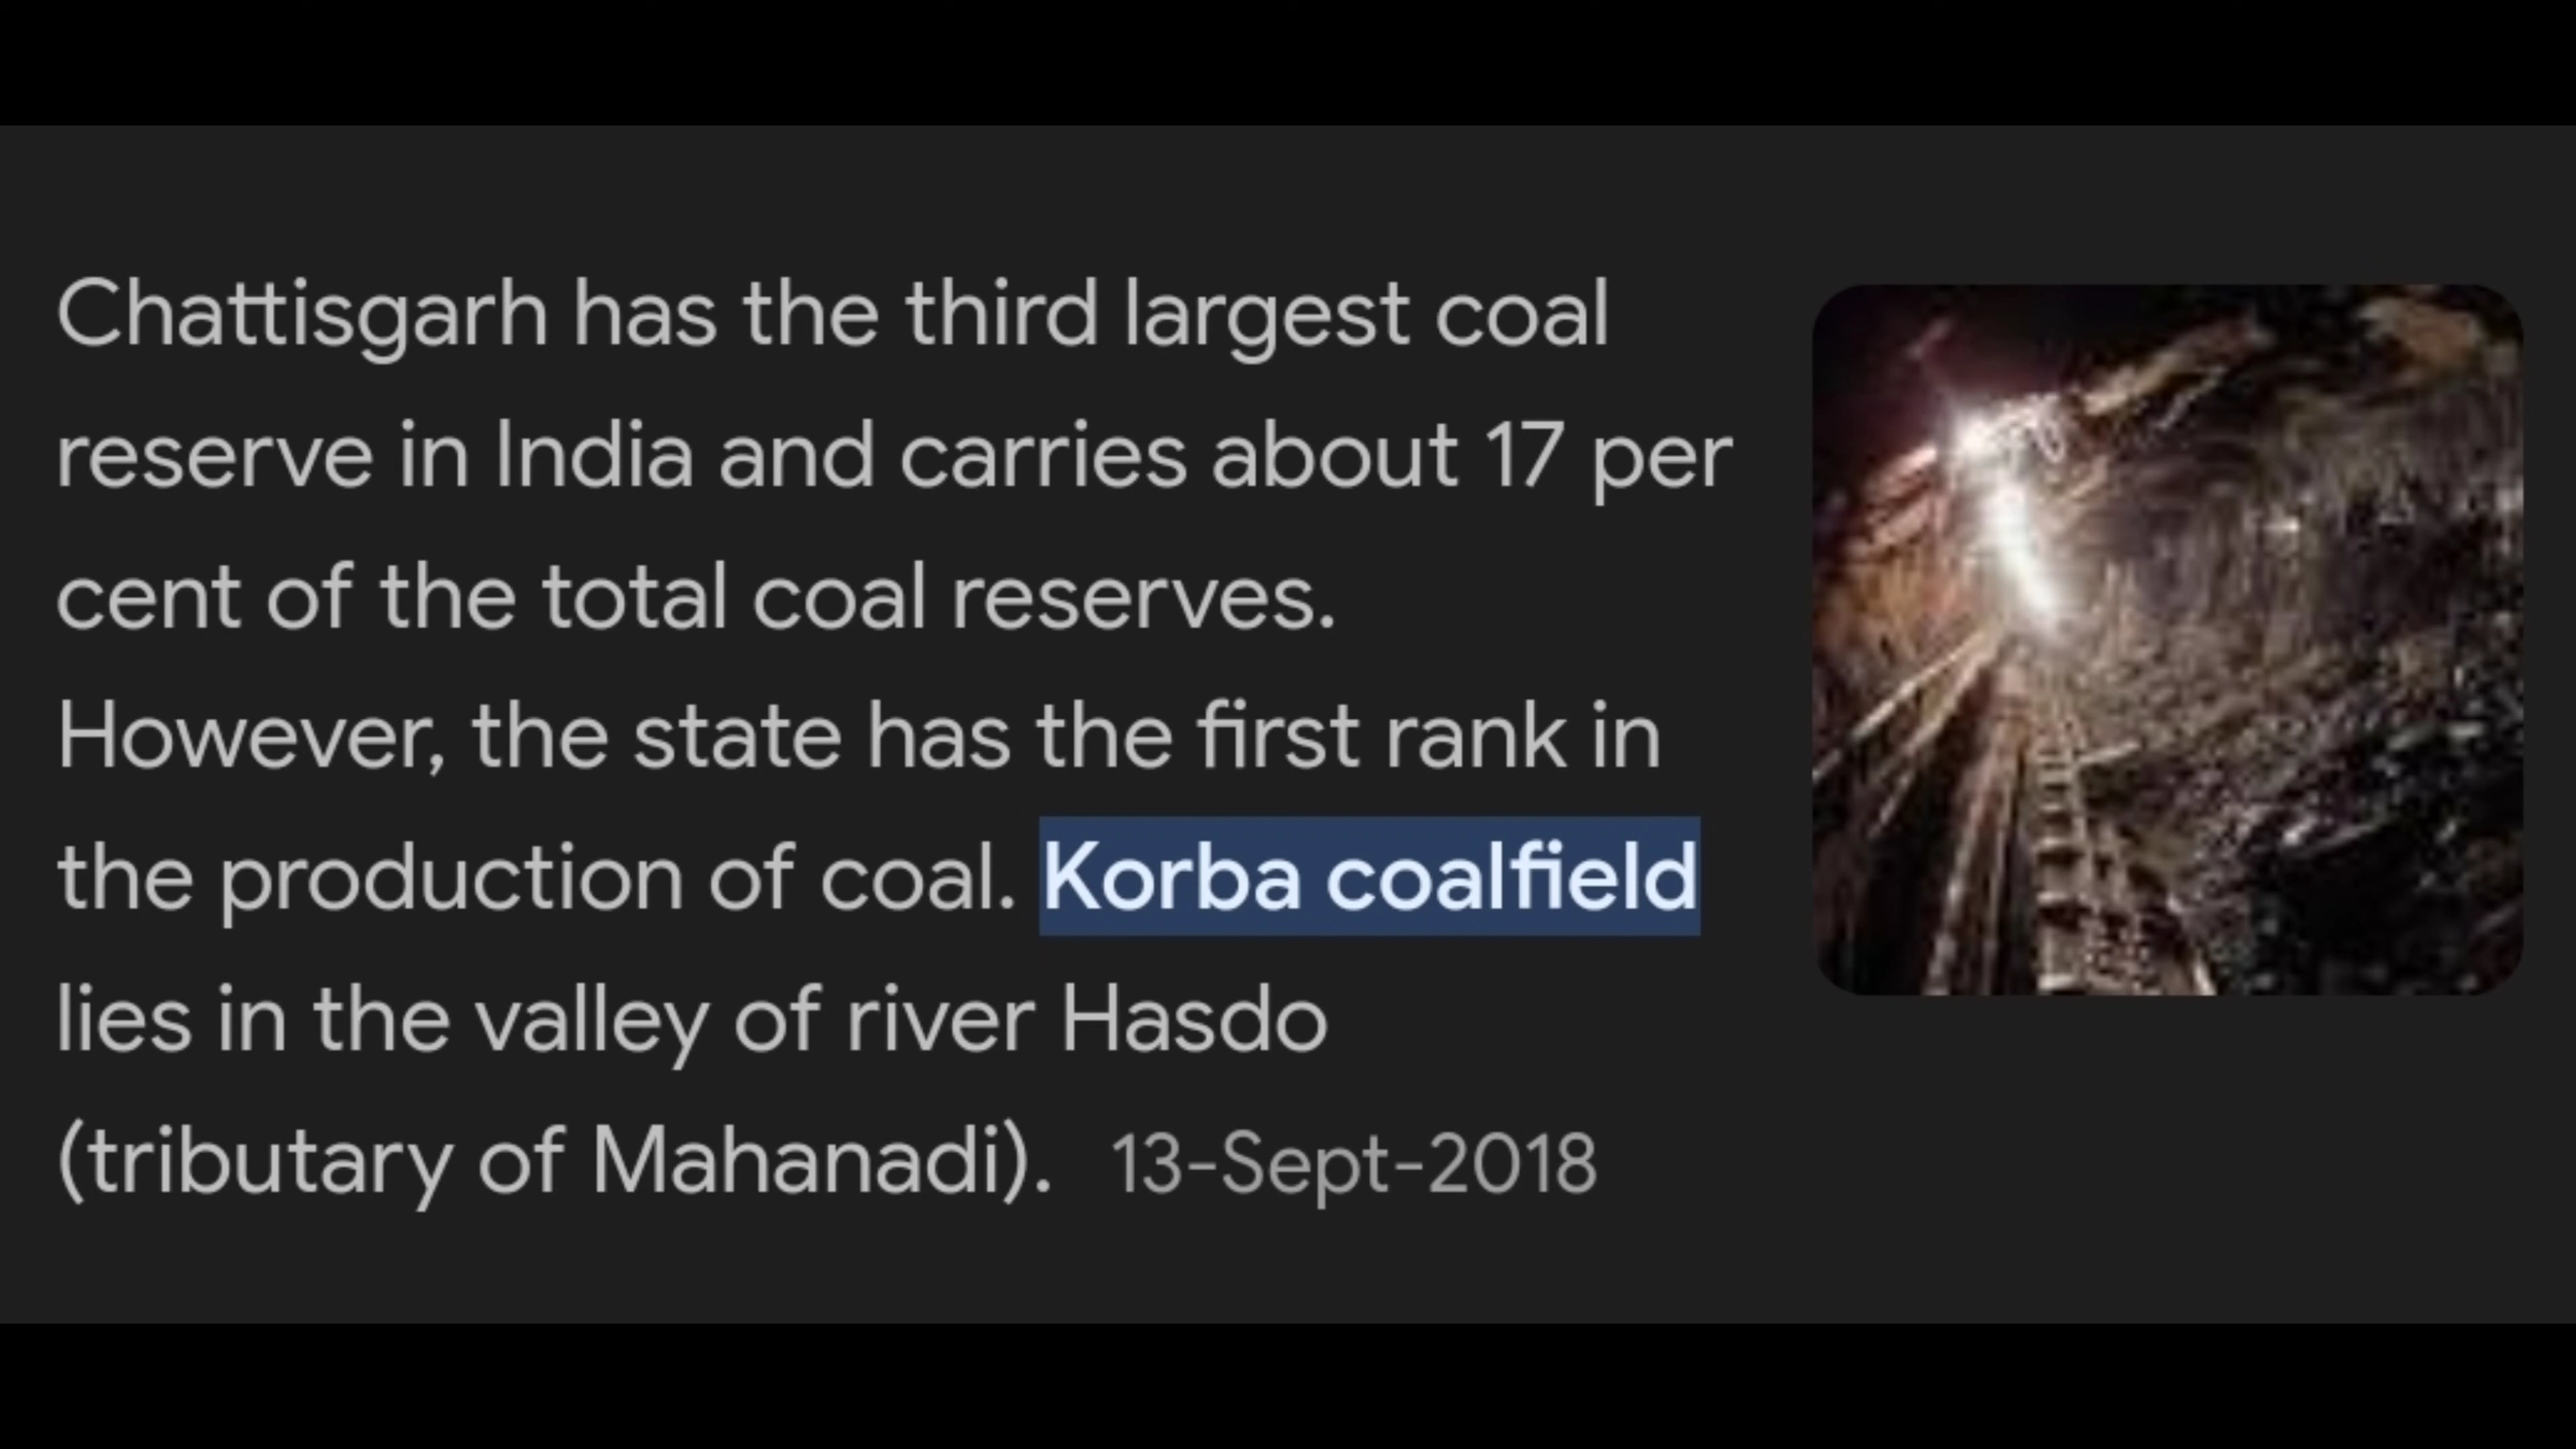 Chattisgarh has the third largest coal
reserve in India and carries about 17 per
cent of the total coal reserves.
However, the state has the first rank in
the production of coal. Korba coalfield
lies in the valley of river Hasdo
(tributary of Mahanadi). 13-Sept-2018